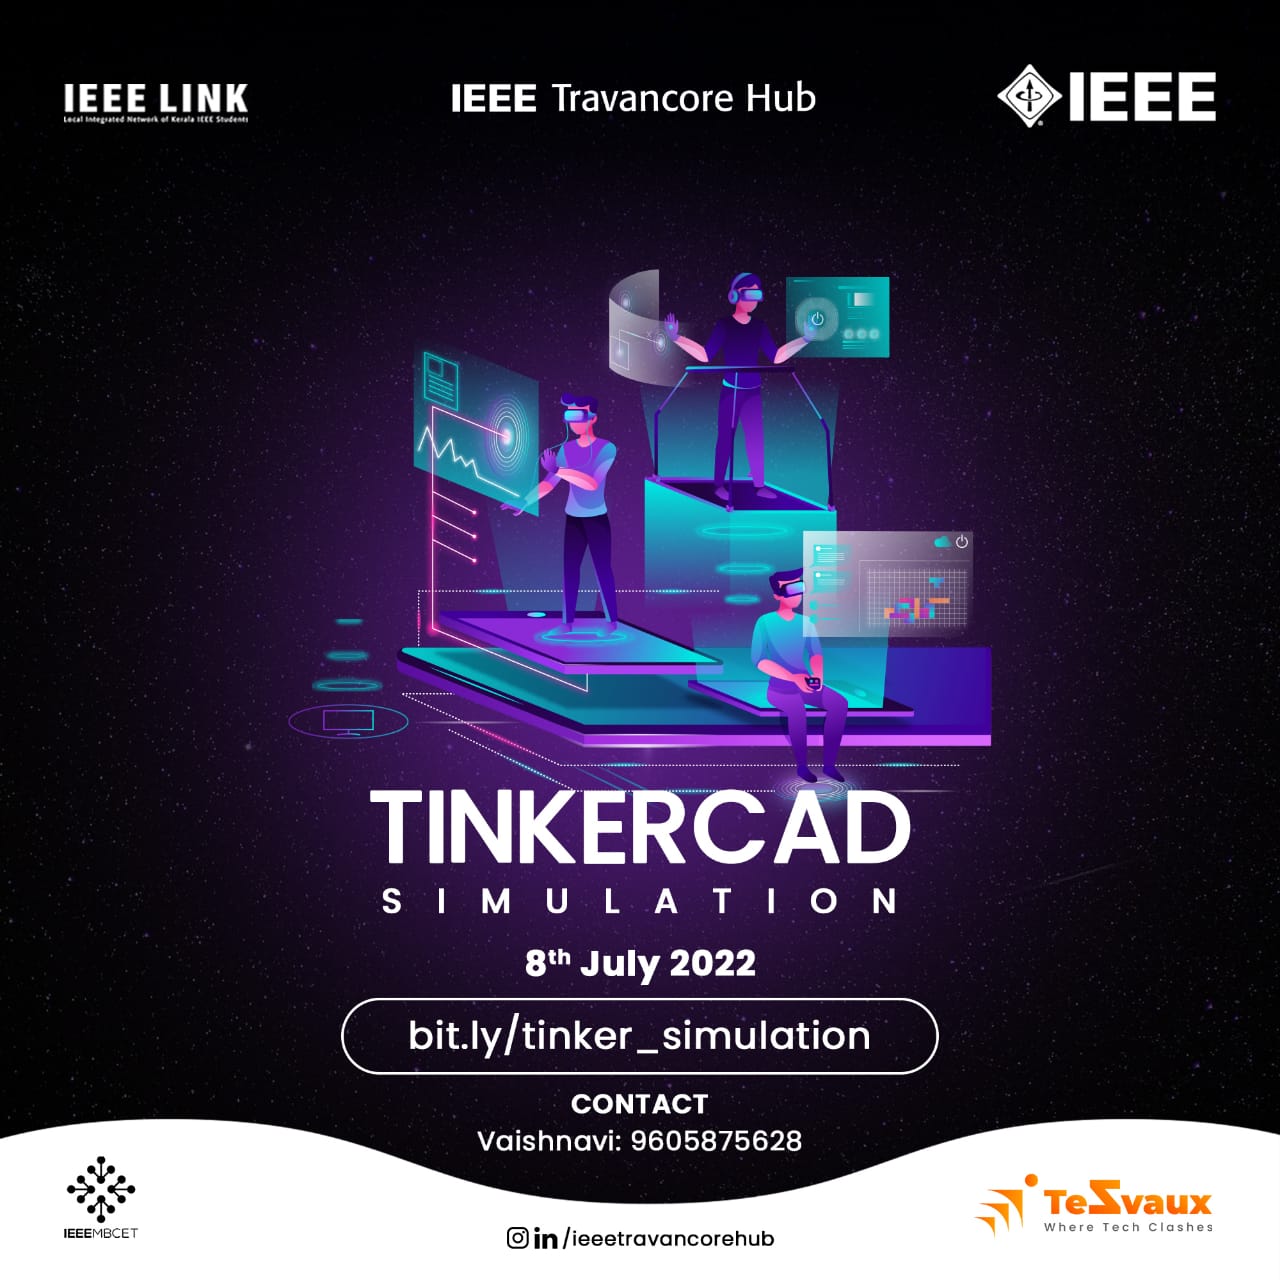 IEEE LINK
Local Integrated Network of Kerala IEEE Students
IEEE Travancore Hub
IEEE
TINKERCAD
SIMULATION
8th July 2022
bit.ly/tinker_simulation
CONTACT
Vaishnavi: 9605875628
IEEEMBCET
in /ieeetravancorehub
TeSvaux
Where Tech Clashes